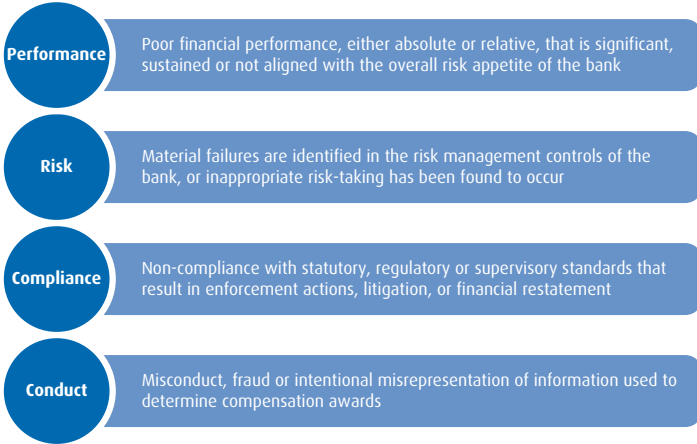 Performance
Poor financial performance, either absolute or relative, that is significant,
sustained or not aligned with the overall risk appetite of the bank
Risk
Material failures are identified in the risk management controls of the
bank, or inappropriate risk-taking has been found to occur
Compliance
Non-compliance with statutory, regulatory or supervisory standards that
result in enforcement actions, litigation, or financial restatement
Conduct
Misconduct, fraud or intentional misrepresentation of information used to
determine compensation awards